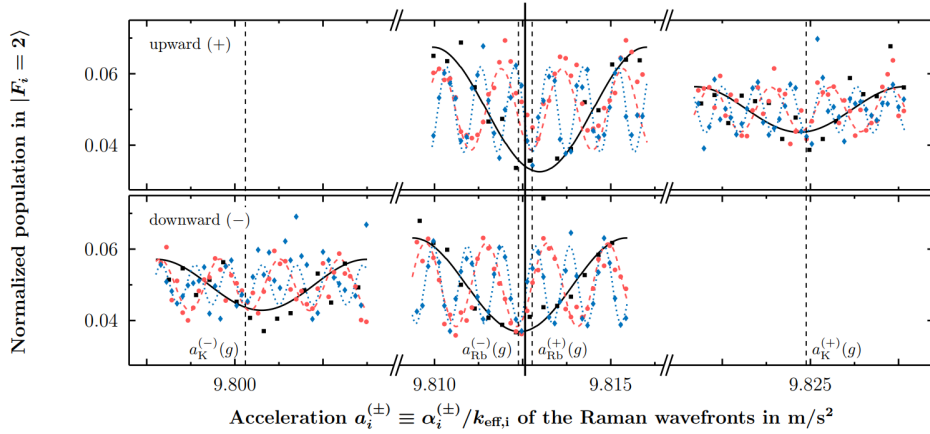 Normalized population in |F_i = 2⟩
upward (+)
0.06
0.04
downward (−)
0.06
0.04
a_K^(−)(g)
a_Rb^(−)(g)
a_Rb^(+)(g)
a_K^(+)(g)
9.800
9.810
9.815
9.825
Acceleration a_i^(±) ≡ α_i^(±)/k_eff,i of the Raman wavefronts in m/s²